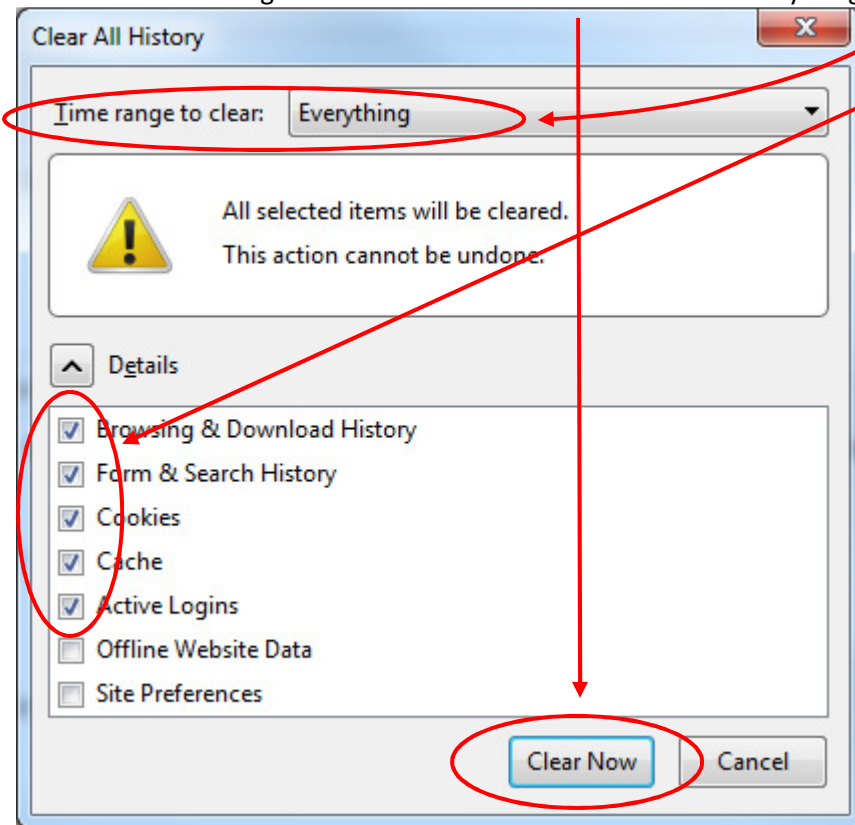 Clear All History
Time range to clear: Everything
All selected items will be cleared.
This action cannot be undone.
Details
Browsing & Download History
Form & Search History
Cookies
Cache
Active Logins
Offline Website Data
Site Preferences
Clear Now Cancel